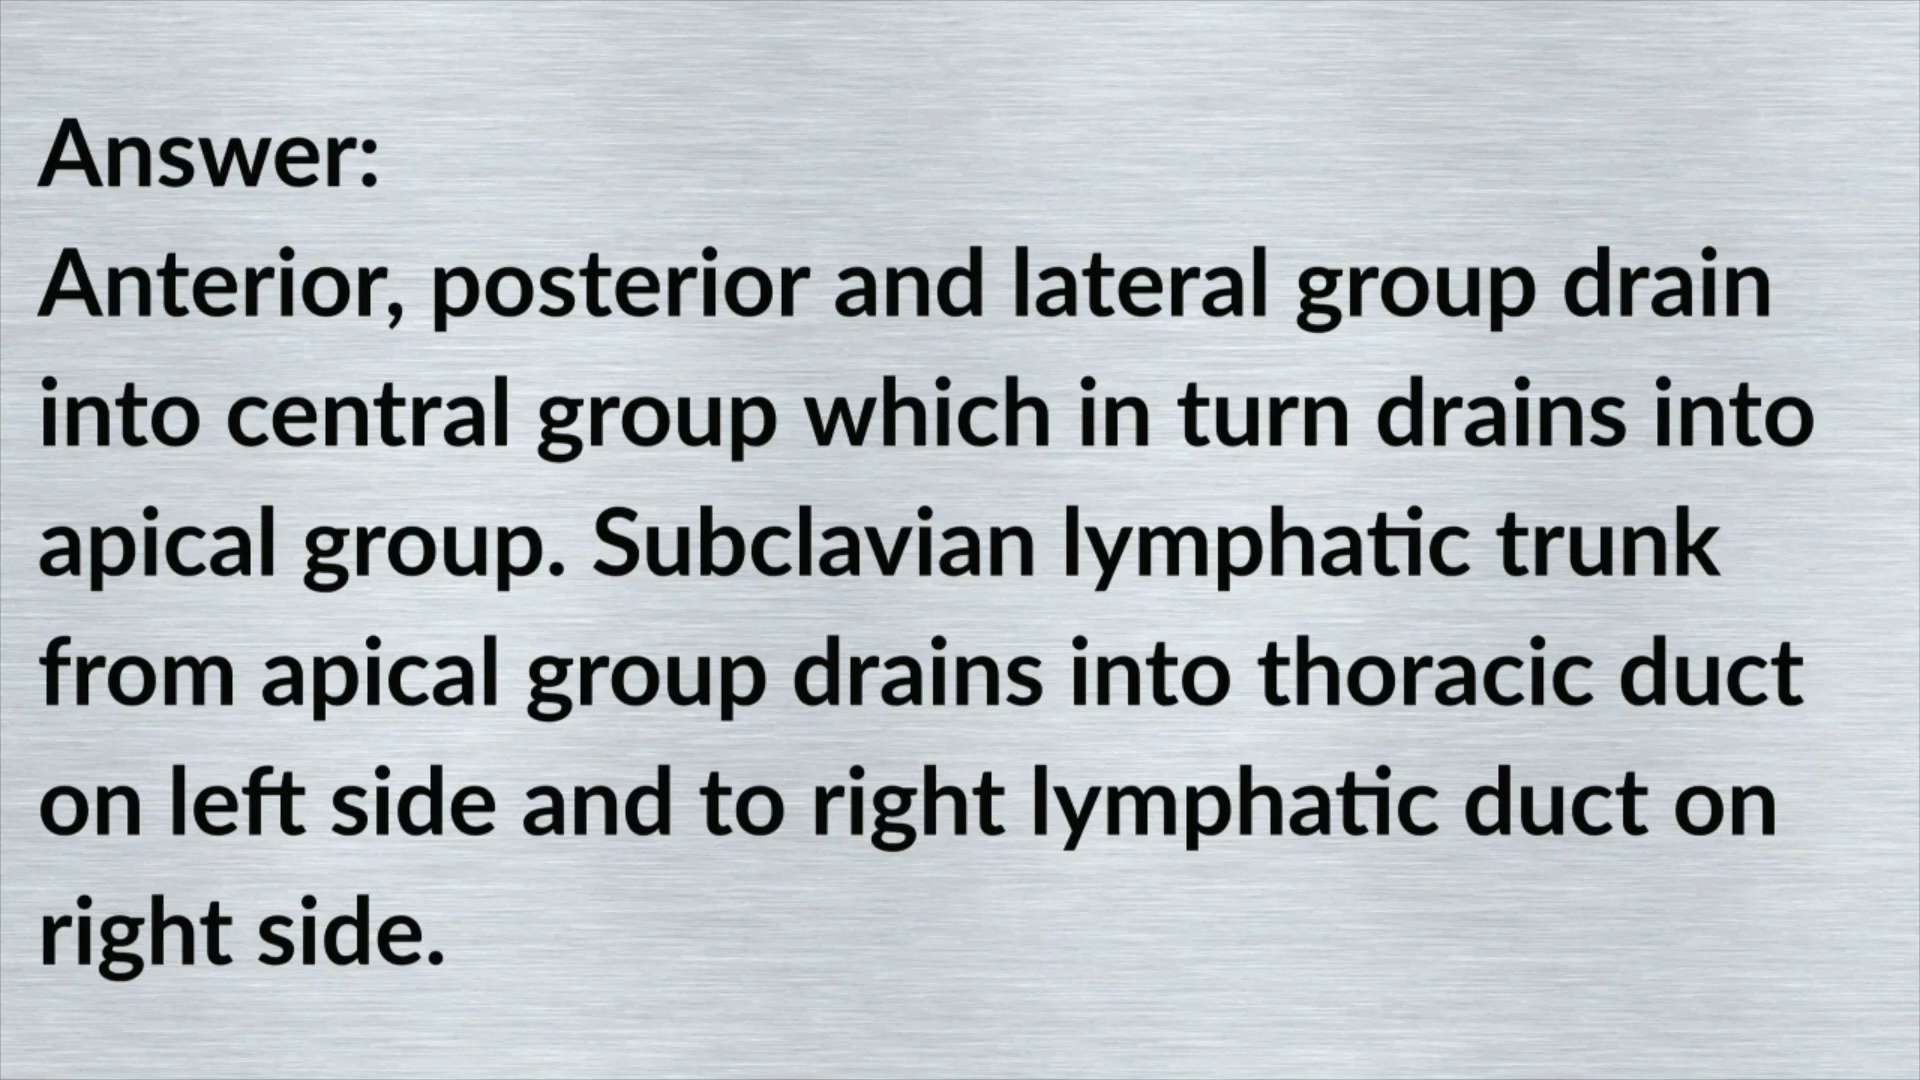 Answer:
Anterior, posterior and lateral group drain
into central group which in turn drains into
apical group. Subclavian lymphatic trunk
from apical group drains into thoracic duct
on left side and to right lymphatic duct on
right side.